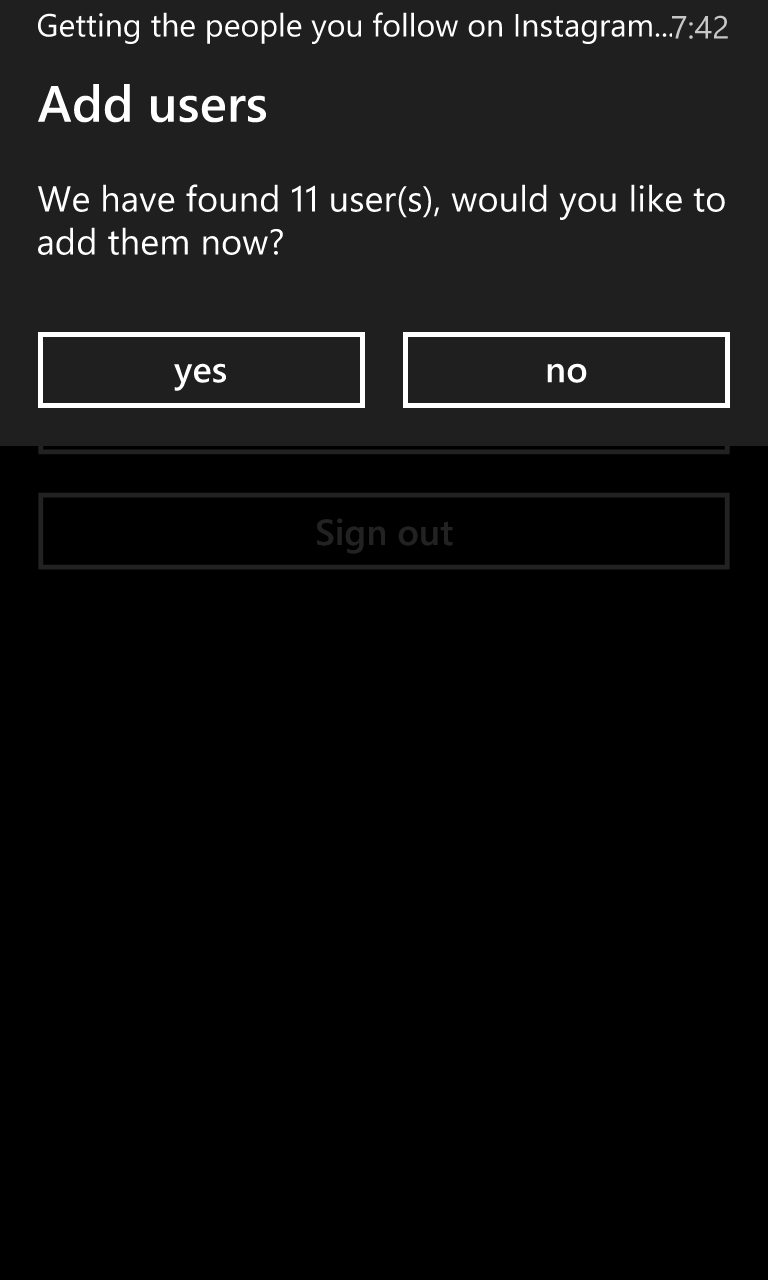 Getting the people you follow on Instagram...7:42
Add users
We have found 11 user(s), would you like to
add them now?
yes no
Sign out